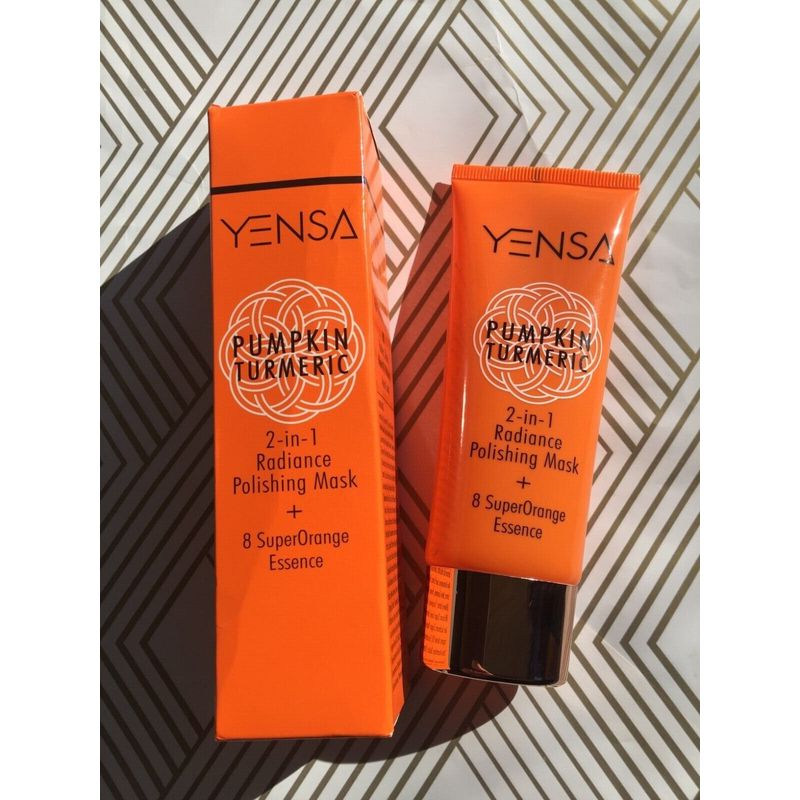 YENSA
PUMPKIN
TURMERIC
2-in-1
Radiance
Polishing Mask
+
8 SuperOrange
Essence
YENSA
PUMPKIN
TURMERIC
2-in-1
Radiance
Polishing Mask
+
8 SuperOrange
Essence